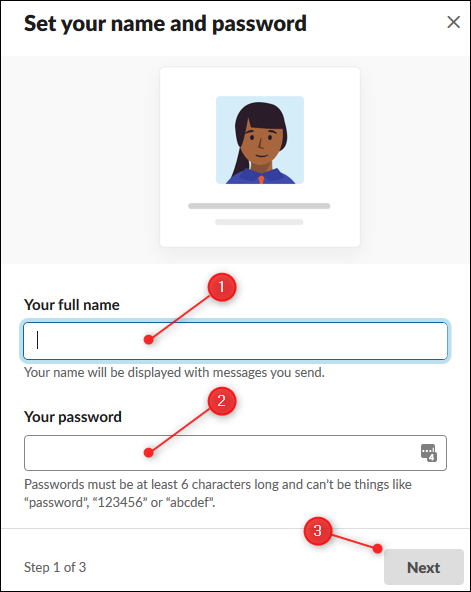 Set your name and password
1
Your full name
Your name will be displayed with messages you send.
2
Your password
4
Passwords must be at least 6 characters long and can't be things like
“password”, “123456” or “abcdef”.
3
Step 1 of 3
Next